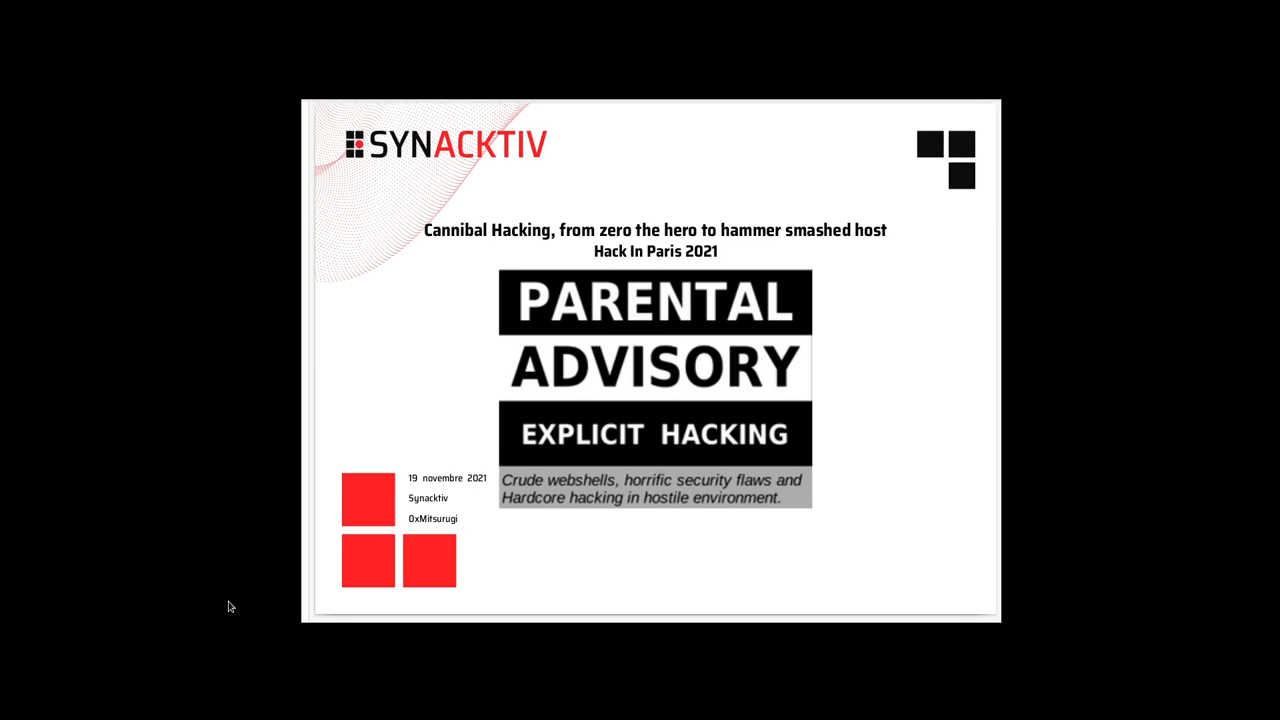 SYNACKTIV
Cannibal Hacking, from zero the hero to hammer smashed host
Hack In Paris 2021
PARENTAL
ADVISORY
EXPLICIT HACKING
Crude webshells, horrific security flaws and
Hardcore hacking in hostile environment.
19 novembre 2021
Synacktiv
0xMitsurugi